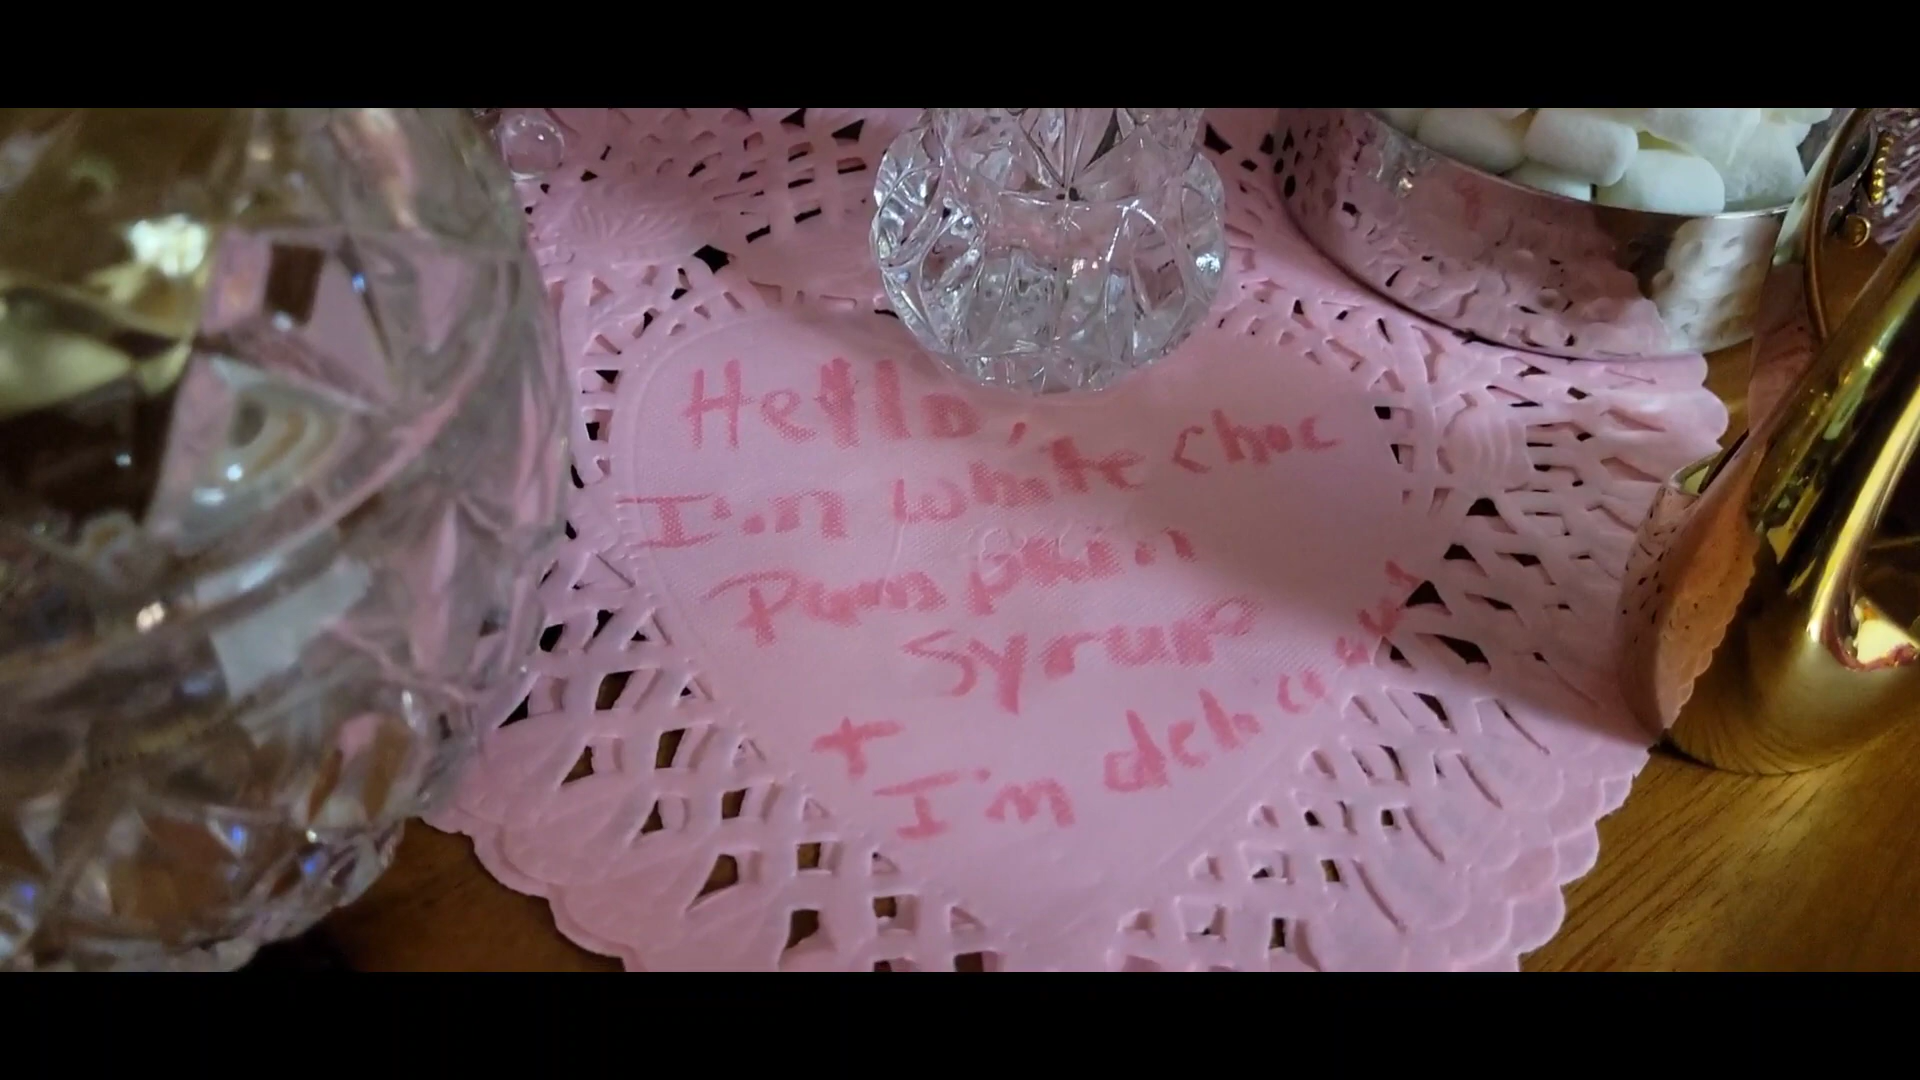 Hello,
I'm white choc
Pumpkin
syrup
+
I'm delicious